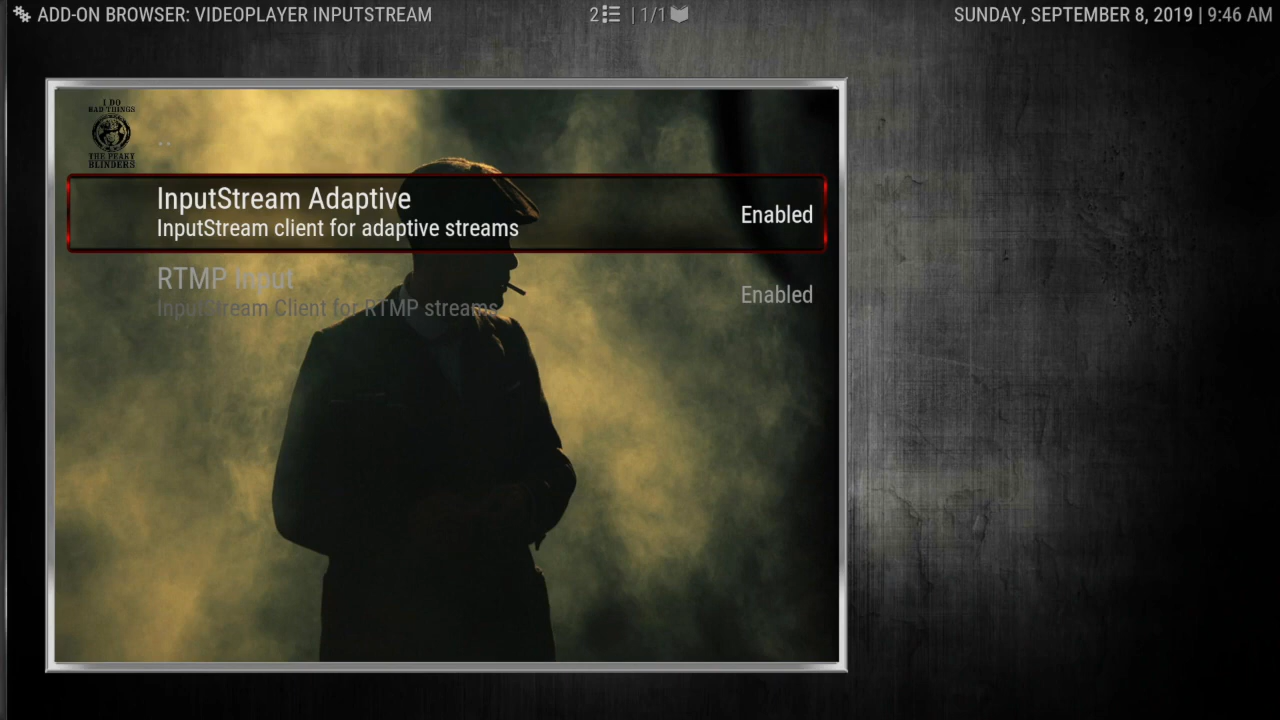 ADD-ON BROWSER: VIDEOPLAYER INPUTSTREAM
2 | 1/1
SUNDAY, SEPTEMBER 8, 2019 | 9:46 AM
I DO
BAD THINGS
THE PEAKY
BLINDERS
..
InputStream Adaptive
InputStream client for adaptive streams
Enabled
RTMP Input
InputStream Client for RTMP streams
Enabled